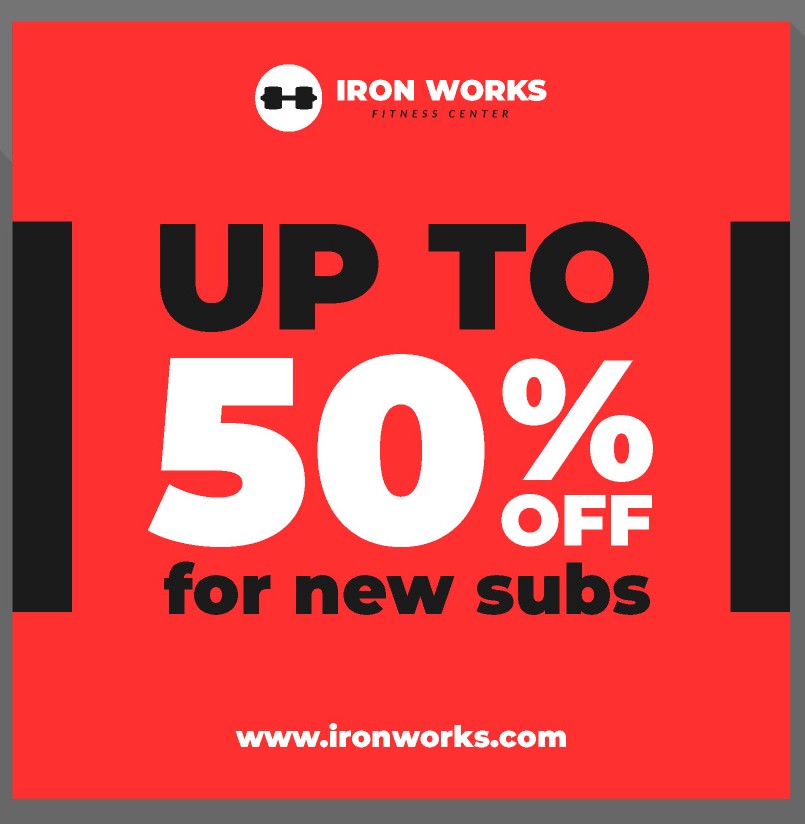 IRON WORKS
FITNESS CENTER
UP TO
50%
OFF
for new subs
www.ironworks.com